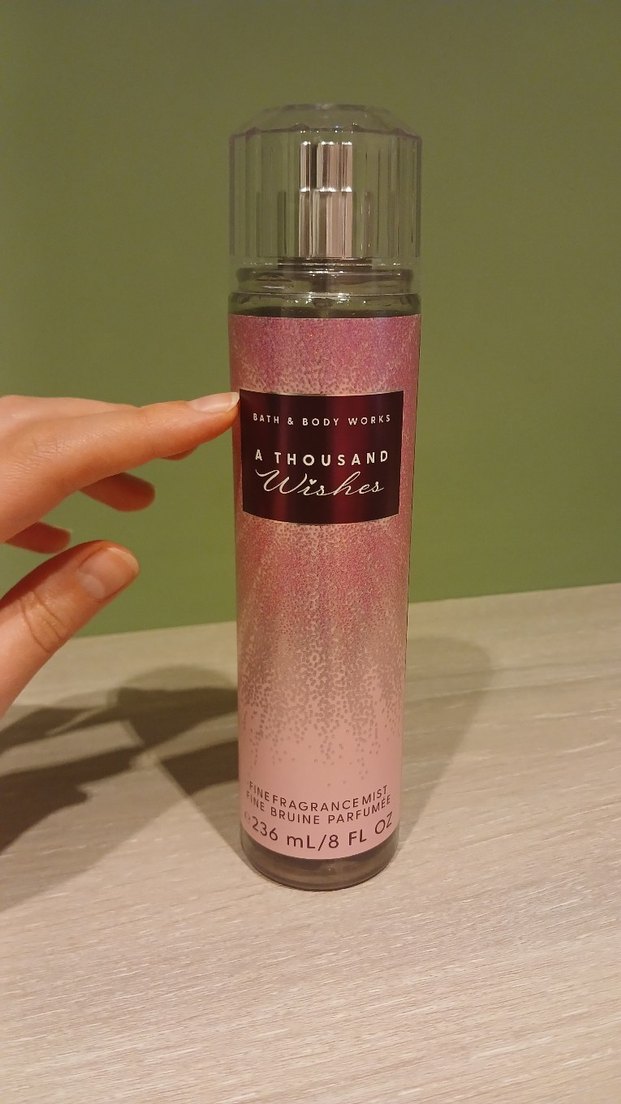 BATH & BODY WORKS
A THOUSAND
Wishes
FINE FRAGRANCE MIST
FINE BRUINE PARFUMÉE
℮236 mL/8 FL OZ